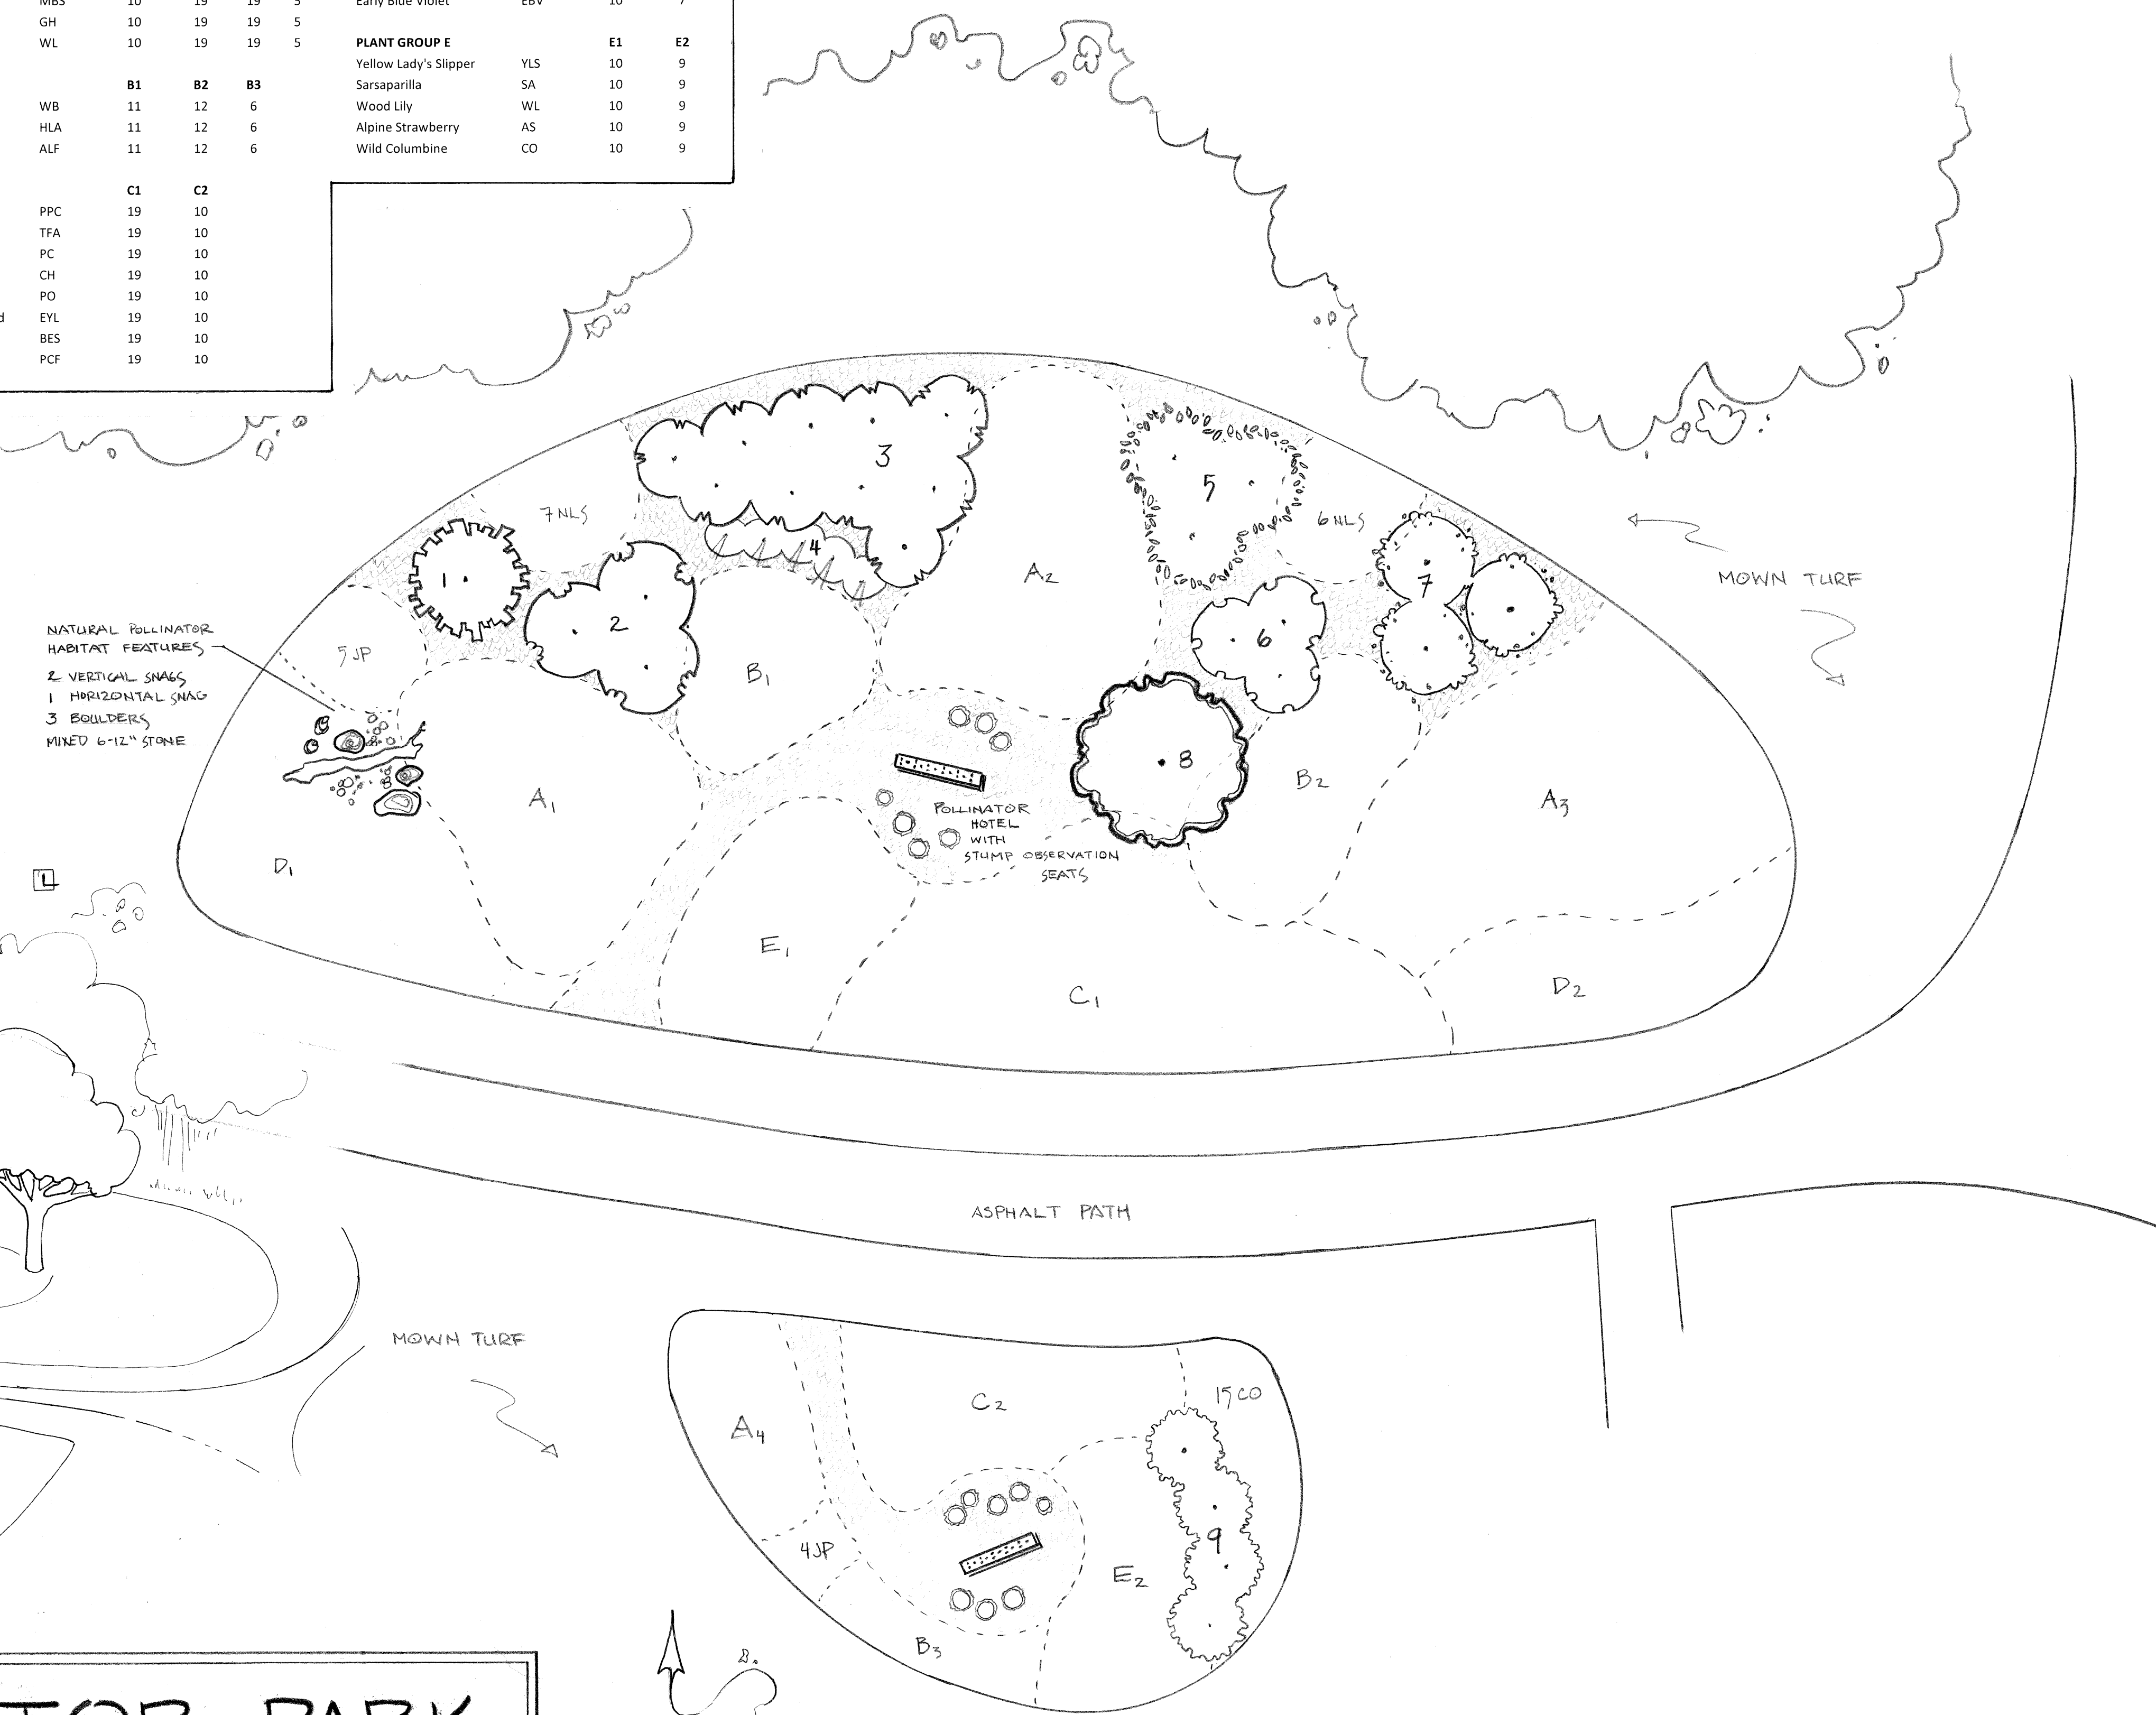 MBS 10 19 19 5
GH 10 19 19 5
WL 10 19 19 5
B1 B2 B3
WB 11 12 6
HLA 11 12 6
ALF 11 12 6
C1 C2
PPC 19 10
TFA 19 10
PC 19 10
CH 19 10
PO 19 10
d EYL 19 10
BES 19 10
PCF 19 10
Early Blue Violet EBV 10 7
PLANT GROUP E E1 E2
Yellow Lady's Slipper YLS 10 9
Sarsaparilla SA 10 9
Wood Lily WL 10 9
Alpine Strawberry AS 10 9
Wild Columbine CO 10 9
3
5
7 NLS
6 NLS
4
A2
1
2
7
MOWN TURF
NATURAL POLLINATOR
HABITAT FEATURES
2 VERTICAL SNAGS
1 HORIZONTAL SNAG
3 BOULDERS
MIXED 6-12" STONE
5 JP
6
B1
8
B2
A1
A3
POLLINATOR
HOTEL
WITH
STUMP OBSERVATION
SEATS
D1
L
E1
C1
D2
ASPHALT PATH
MOWN TURF
C2
15 CO
A4
9
4JP
E2
B3
TOR PARK